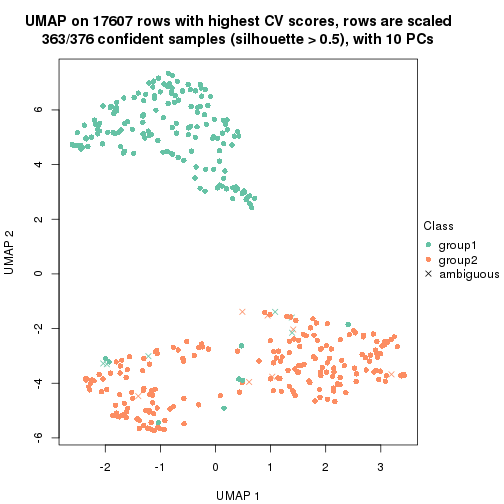 UMAP on 17607 rows with highest CV scores, rows are scaled
363/376 confident samples (silhouette > 0.5), with 10 PCs
6
4
2
0
-2
-4
-6
UMAP 2
-2
-1
0
1
2
3
UMAP 1
Class
group1
group2
ambiguous